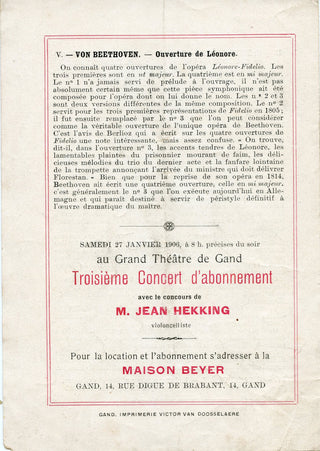 V. — VON BEETHOVEN. — Ouverture de Léonore.
On connaît quatre ouvertures de l'opéra Léonore-Fidelio. Les
trois premières sont en ut majeur. La quatrième est en mi majeur.
Le nº 1 n'a jamais servi de prélude à l'ouvrage, il n'est pas
absolument certain même que cette pièce symphonique ait été
composée pour l'opéra dont on lui donne le nom. Les nºs 2 et 3
sont deux versions différentes de la même composition. Le nº 2
servit pour les trois premières représentations de Fidelio en 1805;
il fut ensuite remplacé par le nº 3 que l'on peut considérer
comme la véritable ouverture de l'unique opéra de Beethoven.
C'est l'avis de Berlioz qui a écrit sur les quatre ouvertures de
Fidelio une note intéressante, mais assez confuse. « On trouve,
dit-il, dans l'ouverture nº 3, les accents tendres de Léonore, les
lamentables plaintes du prisonnier mourant de faim, les déli-
cieuses mélodies du trio du dernier acte et la fanfare lointaine
de la trompette annonçant l'arrivée du ministre qui doit délivrer
Florestan. » Bien que pour la reprise de son opéra en 1814,
Beethoven ait écrit une quatrième ouverture, celle en mi majeur,
c'est généralement le nº 3 que l'on exécute aujourd'hui en Alle-
magne et qui paraît destiné à servir de péristyle définitif à
l'œuvre dramatique du maître.
SAMEDI 27 JANVIER 1906, à 8 h. précises du soir
au Grand Théâtre de Gand
Troisième Concert d'abonnement
avec le concours de
M. JEAN HEKKING
violoncelliste
Pour la location et l'abonnement s'adresser à la
MAISON BEYER
GAND, 14, RUE DIGUE DE BRABANT, 14, GAND
GAND, IMPRIMERIE VICTOR VAN DOOSSELAERE